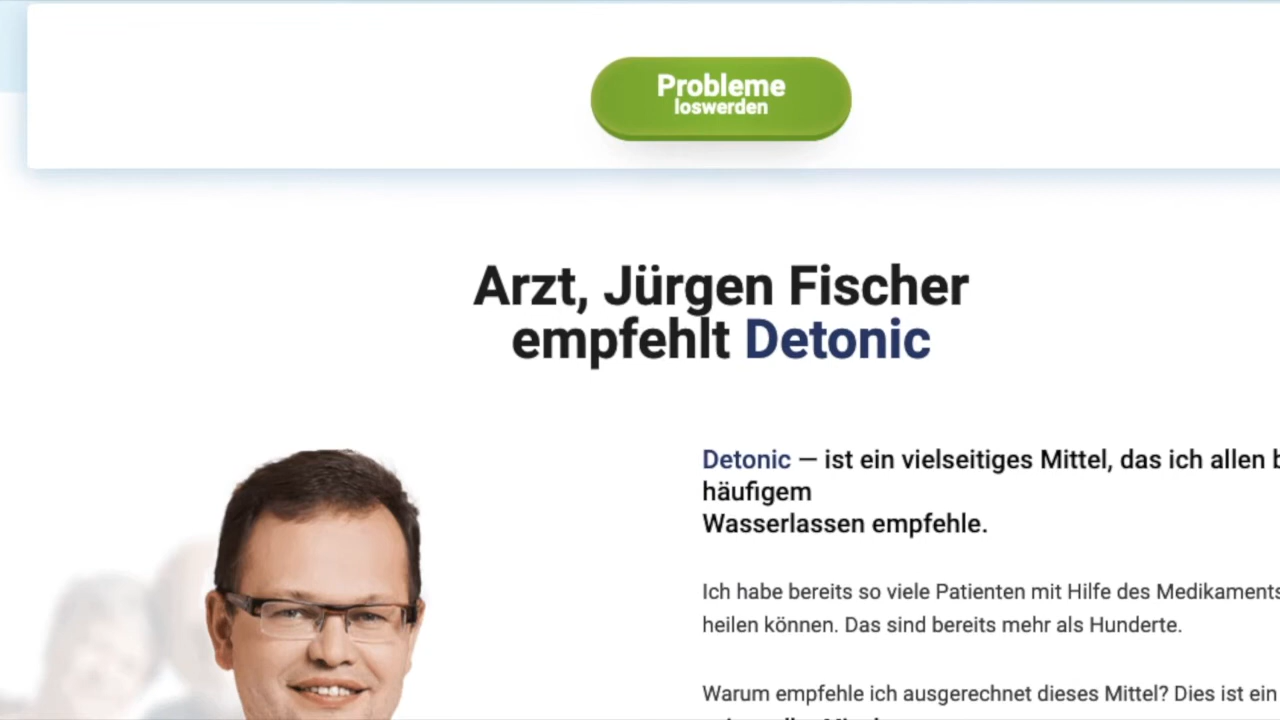 Probleme
loswerden
Arzt, Jürgen Fischer
empfehlt Detonic
Detonic — ist ein vielseitiges Mittel, das ich allen
häufigem
Wasserlassen empfehle.
Ich habe bereits so viele Patienten mit Hilfe des Medikaments
heilen können. Das sind bereits mehr als Hunderte.
Warum empfehle ich ausgerechnet dieses Mittel? Dies ist ein